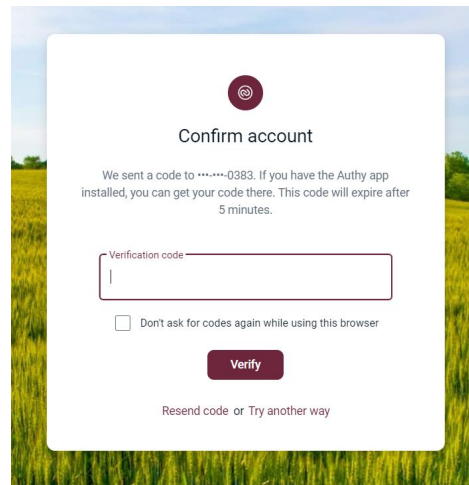 Confirm account
We sent a code to •••-•••-0383. If you have the Authy app
installed, you can get your code there. This code will expire after
5 minutes.
Verification code
Don't ask for codes again while using this browser
Verify
Resend code or Try another way